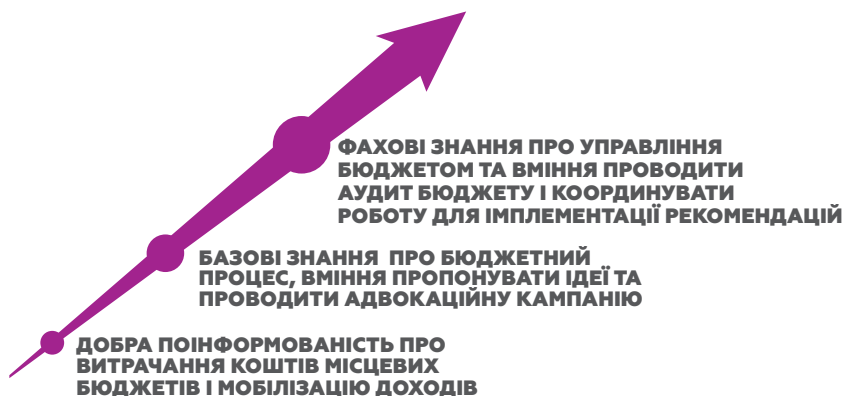 ФАХОВІ ЗНАННЯ ПРО УПРАВЛІННЯ
БЮДЖЕТОМ ТА ВМІННЯ ПРОВОДИТИ
АУДИТ БЮДЖЕТУ І КООРДИНУВАТИ
РОБОТУ ДЛЯ ІМПЛЕМЕНТАЦІЇ РЕКОМЕНДАЦІЙ
БАЗОВІ ЗНАННЯ ПРО БЮДЖЕТНИЙ
ПРОЦЕС, ВМІННЯ ПРОПОНУВАТИ ІДЕЇ ТА
ПРОВОДИТИ АДВОКАЦІЙНУ КАМПАНІЮ
ДОБРА ПОІНФОРМОВАНІСТЬ ПРО
ВИТРАЧАННЯ КОШТІВ МІСЦЕВИХ
БЮДЖЕТІВ І МОБІЛІЗАЦІЮ ДОХОДІВ